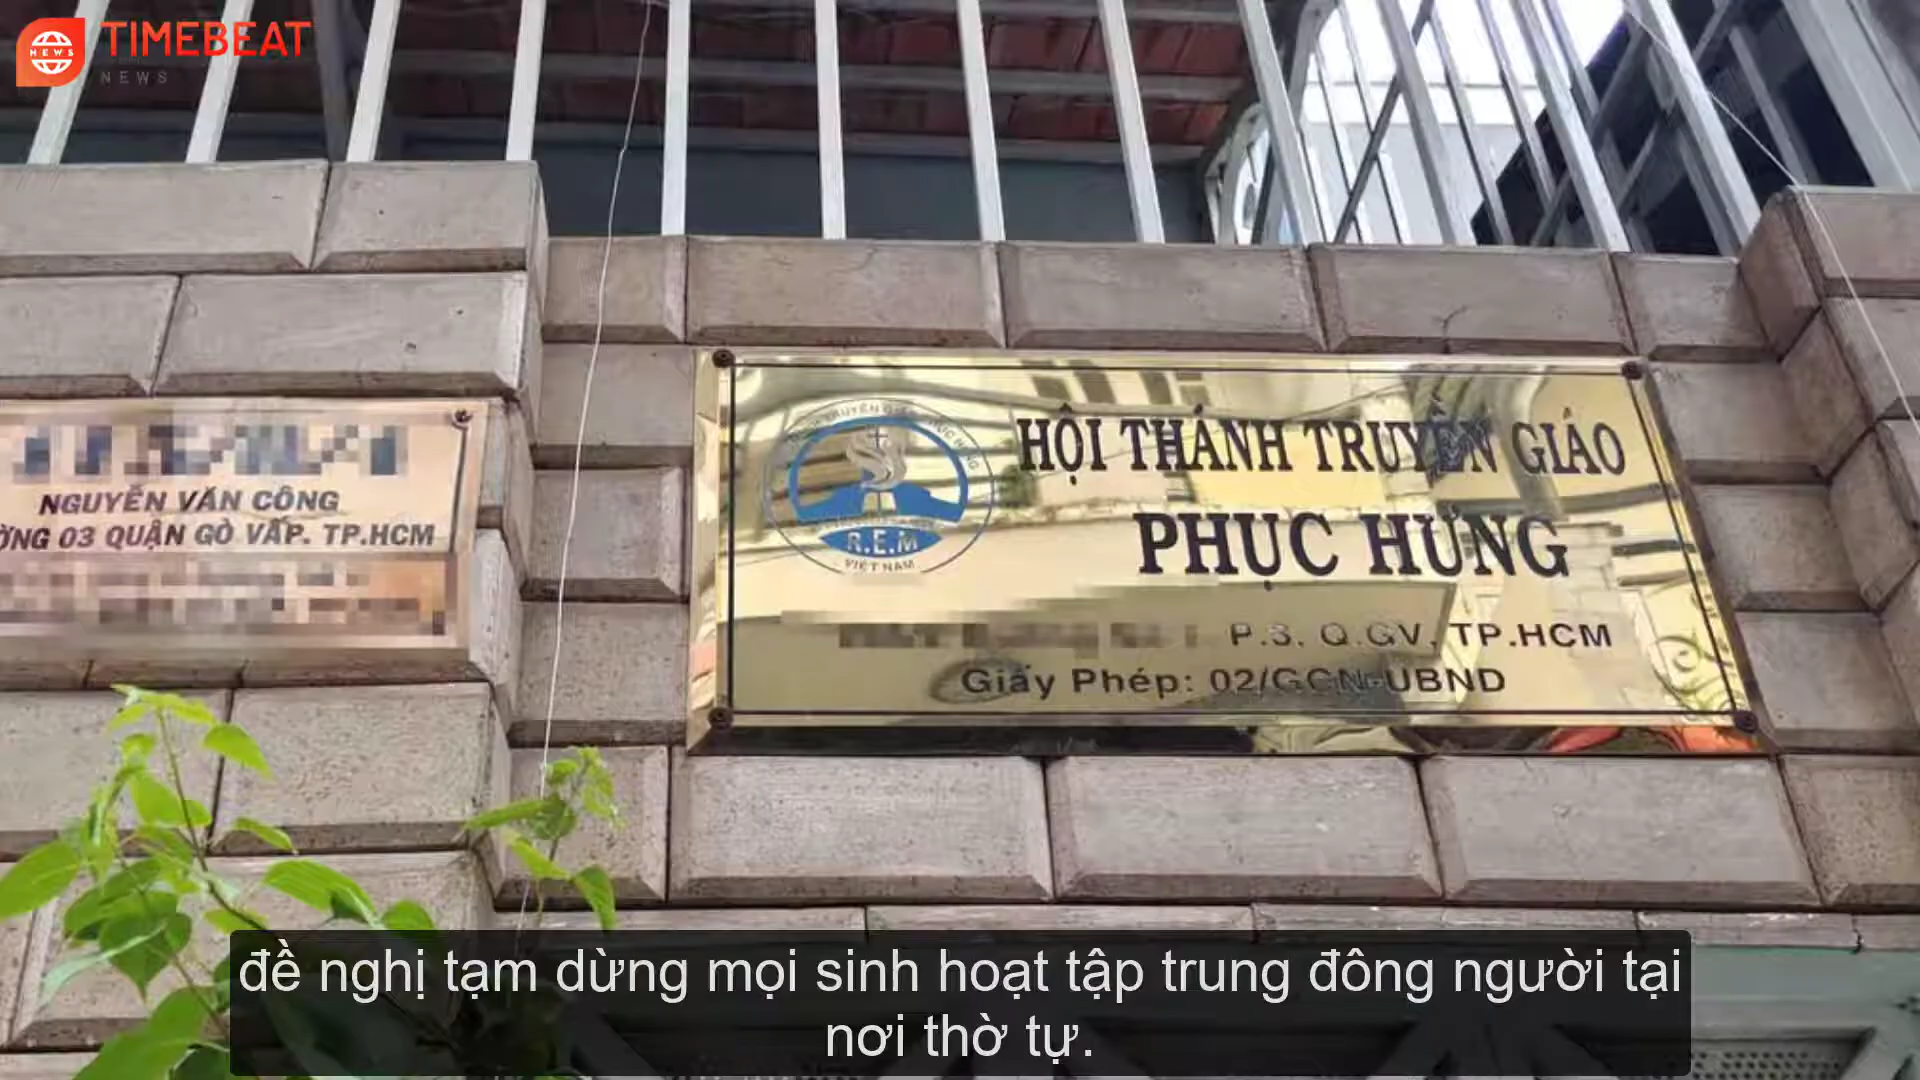 TIMEBEAT
NEWS
NEWS
NGUYỄN VĂN CÔNG
ỜNG 03 QUẬN GÒ VẤP. TP.HCM
HỘI THÁNH TRUYỀN GIÁO
PHỤC HƯNG
R.E.M
VIỆT NAM
P.3. Q.GV. TP.HCM
Giấy Phép: 02/GCN-UBND
đề nghị tạm dừng mọi sinh hoạt tập trung đông người tại
nơi thờ tự.